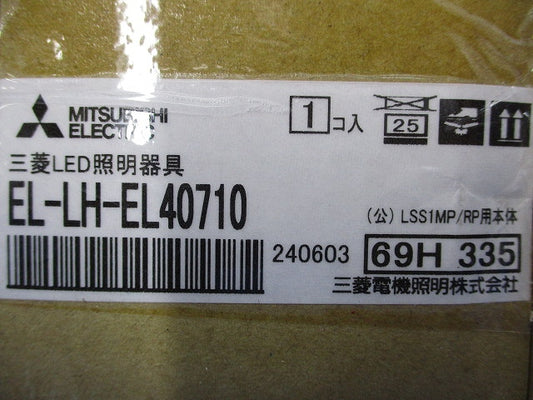 MITSUBISHI
ELECTRIC
1コ入
25
三菱LED照明器具
EL-LH-EL40710
(公) LSS1MP/RP用本体
240603
69H 335
三菱電機照明株式会社